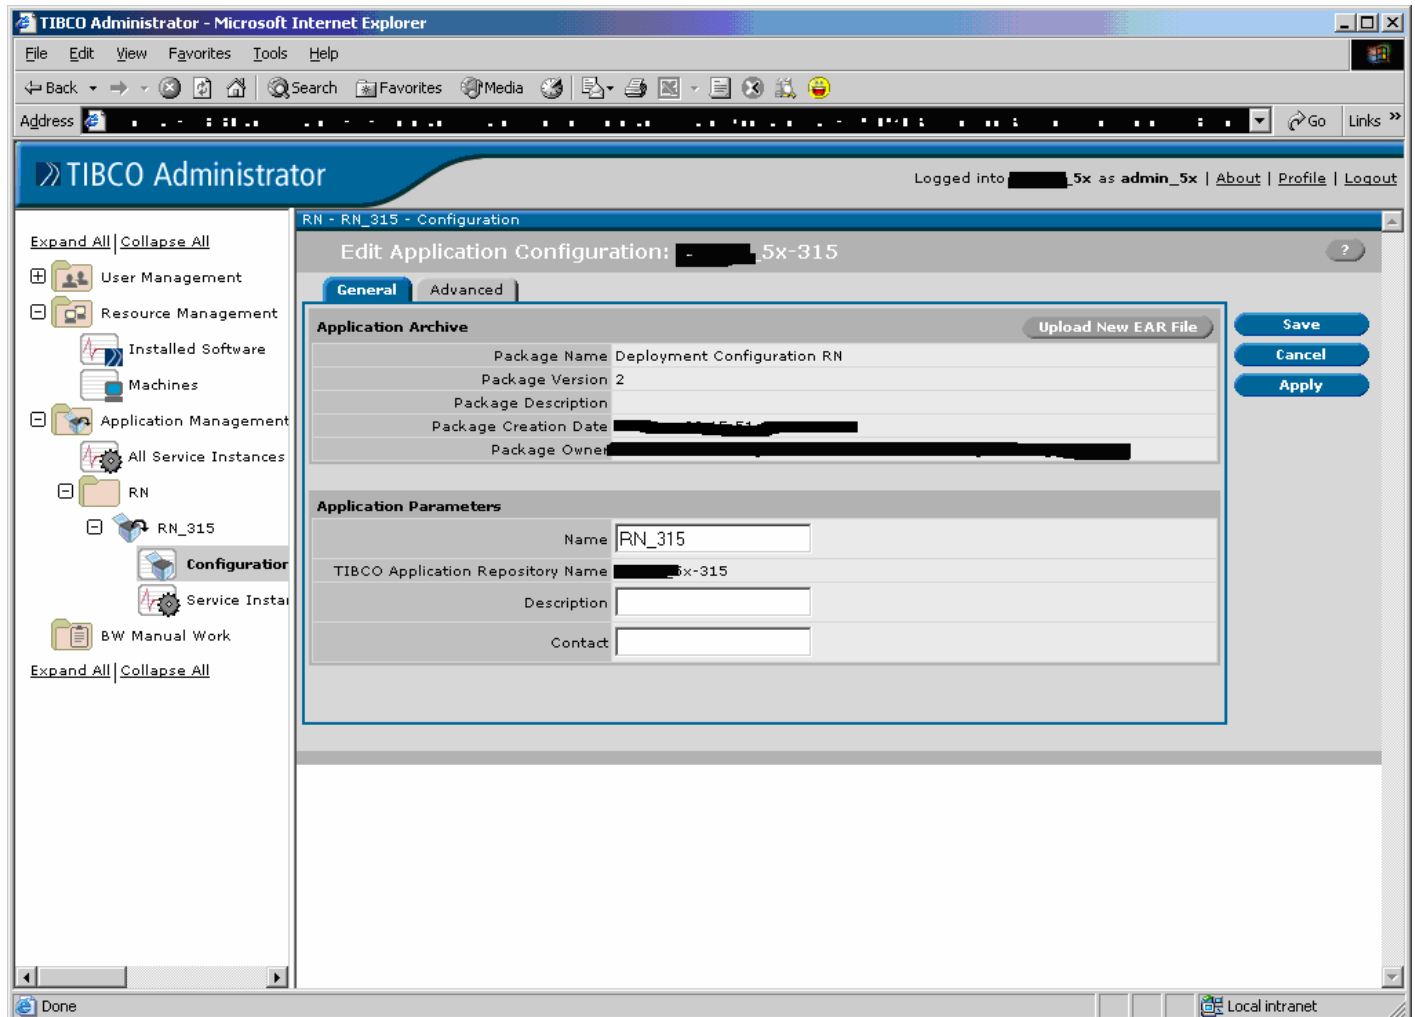 TIBCO Administrator - Microsoft Internet Explorer
File Edit View Favorites Tools Help
Back Search Favorites Media
Address Go Links »
TIBCO Administrator
Logged into _5x as admin_5x | About | Profile | Logout
Expand All | Collapse All
User Management
Resource Management
Installed Software
Machines
Application Management
All Service Instances
RN
RN_315
Configuration
Service Instan
BW Manual Work
Expand All | Collapse All
RN - RN_315 - Configuration
Edit Application Configuration: _5x-315
?
General Advanced
Application Archive Upload New EAR File
Package Name Deployment Configuration RN
Package Version 2
Package Description
Package Creation Date
Package Owner
Application Parameters
Name RN_315
TIBCO Application Repository Name 5x-315
Description
Contact
Save
Cancel
Apply
Done Local intranet